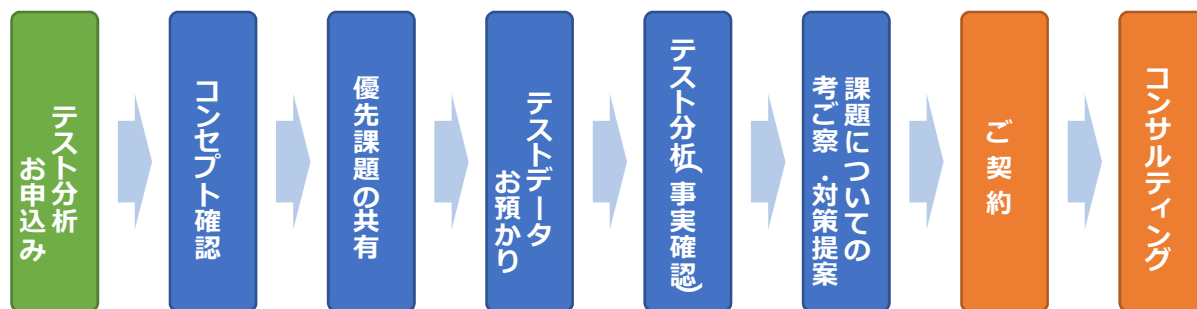 テスト分析
お申込み
コンセプト確認
優先課題の共有
テストデータ
お預かり
テスト分析(事実確認)
課題についての
考ご察・対策提案
ご契約
コンサルティング